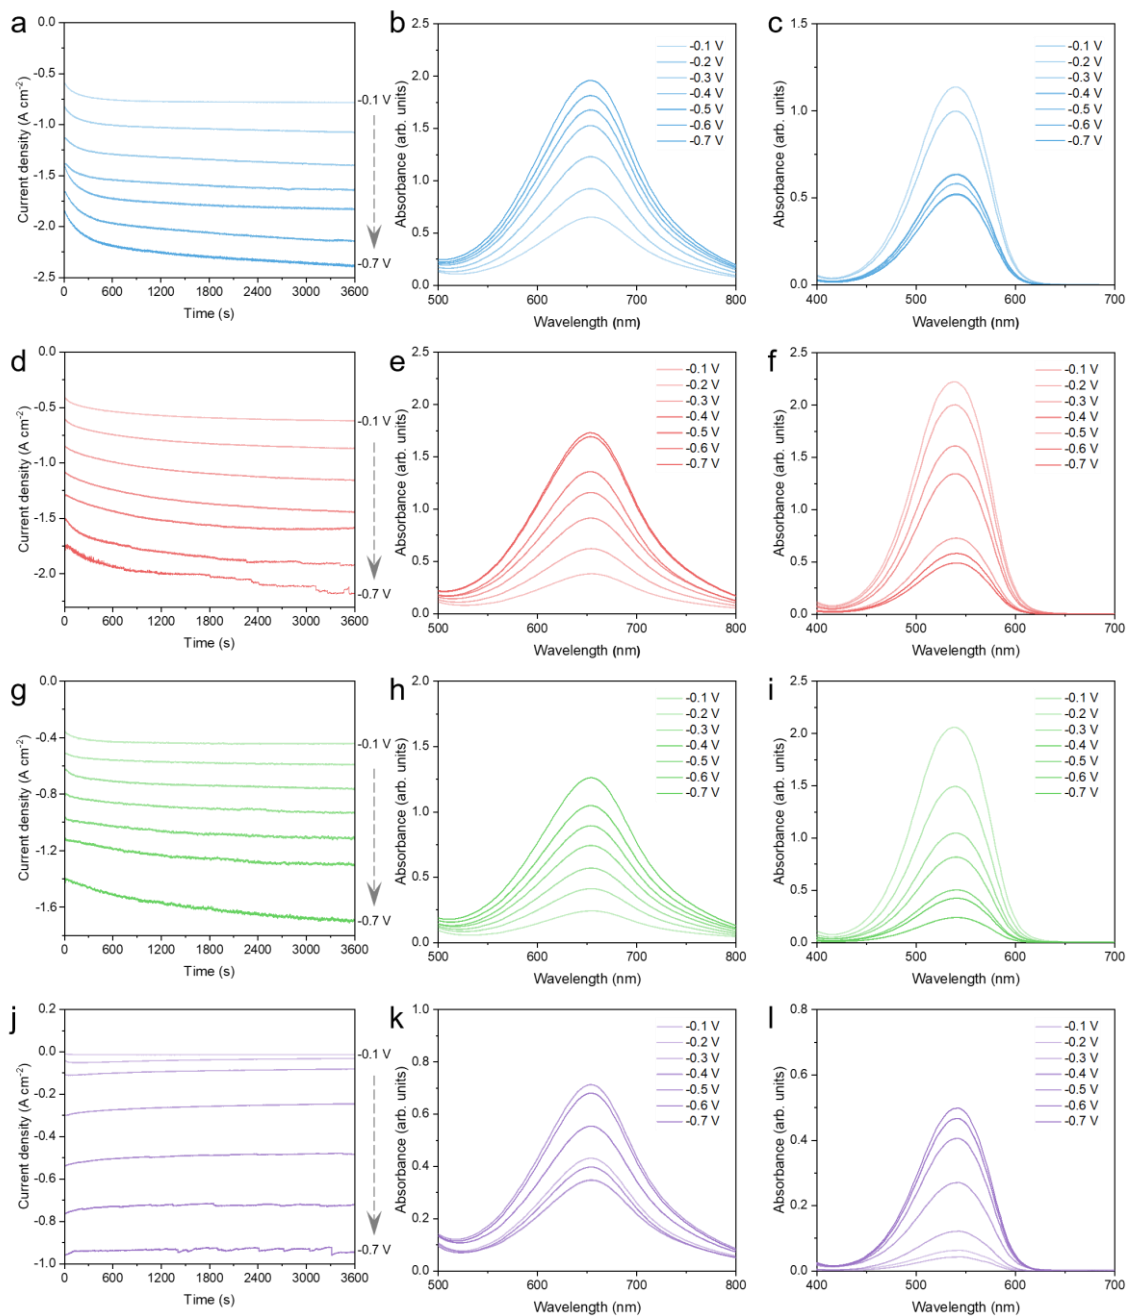 a
0.0
-0.5
-1.0
-1.5
-2.0
-2.5
Current density (A cm⁻²)
0 600 1200 1800 2400 3000 3600
Time (s)
-0.1 V
-0.7 V
b
2.5
2.0
1.5
1.0
0.5
0.0
Absorbance (arb. units)
500 600 700 800
Wavelength (nm)
-0.1 V
-0.2 V
-0.3 V
-0.4 V
-0.5 V
-0.6 V
-0.7 V
c
1.5
1.0
0.5
0.0
Absorbance (arb. units)
400 500 600 700
Wavelength (nm)
-0.1 V
-0.2 V
-0.3 V
-0.4 V
-0.5 V
-0.6 V
-0.7 V
d
0.0
-0.5
-1.0
-1.5
-2.0
Current density (A cm⁻²)
0 600 1200 1800 2400 3000 3600
Time (s)
-0.1 V
-0.7 V
e
2.5
2.0
1.5
1.0
0.5
0.0
Absorbance (arb. units)
500 600 700 800
Wavelength (nm)
-0.1 V
-0.2 V
-0.3 V
-0.4 V
-0.5 V
-0.6 V
-0.7 V
f
2.5
2.0
1.5
1.0
0.5
0.0
Absorbance (arb. units)
400 500 600 700
Wavelength (nm)
-0.1 V
-0.2 V
-0.3 V
-0.4 V
-0.5 V
-0.6 V
-0.7 V
g
0.0
-0.4
-0.8
-1.2
-1.6
Current density (A cm⁻²)
0 600 1200 1800 2400 3000 3600
Time (s)
-0.1 V
-0.7 V
h
2.0
1.5
1.0
0.5
0.0
Absorbance (arb. units)
500 600 700 800
Wavelength (nm)
-0.1 V
-0.2 V
-0.3 V
-0.4 V
-0.5 V
-0.6 V
-0.7 V
i
2.5
2.0
1.5
1.0
0.5
0.0
Absorbance (arb. units)
400 500 600 700
Wavelength (nm)
-0.1 V
-0.2 V
-0.3 V
-0.4 V
-0.5 V
-0.6 V
-0.7 V
j
0.2
0.0
-0.2
-0.4
-0.6
-0.8
-1.0
Current density (A cm⁻²)
0 600 1200 1800 2400 3000 3600
Time (s)
-0.1 V
-0.7 V
k
1.0
0.8
0.6
0.4
0.2
0.0
Absorbance (arb. units)
500 600 700 800
Wavelength (nm)
-0.1 V
-0.2 V
-0.3 V
-0.4 V
-0.5 V
-0.6 V
-0.7 V
l
0.8
0.6
0.4
0.2
0.0
Absorbance (arb. units)
400 500 600 700
Wavelength (nm)
-0.1 V
-0.2 V
-0.3 V
-0.4 V
-0.5 V
-0.6 V
-0.7 V